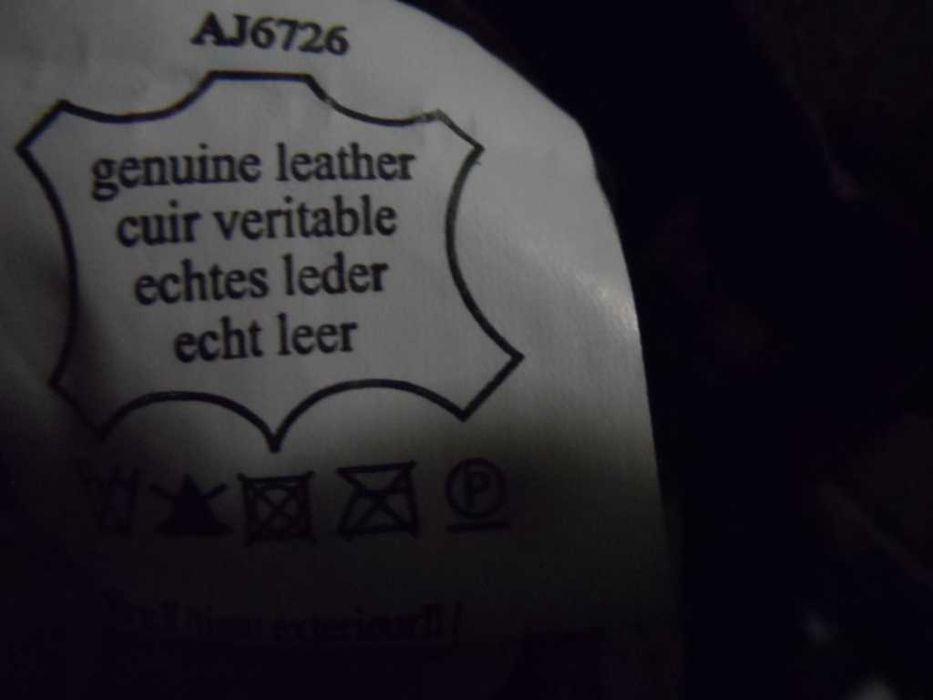 AJ6726
genuine leather
cuir veritable
echtes leder
echt leer
P